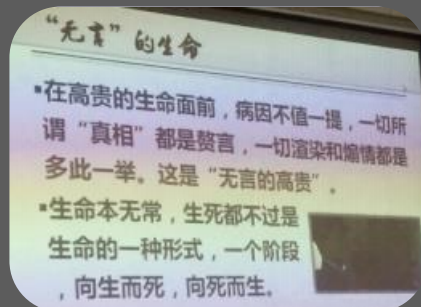 “无言”的生命
▪在高贵的生命面前，病因不值一提，一切所
谓“真相”都是赘言，一切渲染和煽情都是
多此一举。这是“无言的高贵”。
▪生命本无常，生死都不过是
生命的一种形式，一个阶段
，向生而死，向死而生。